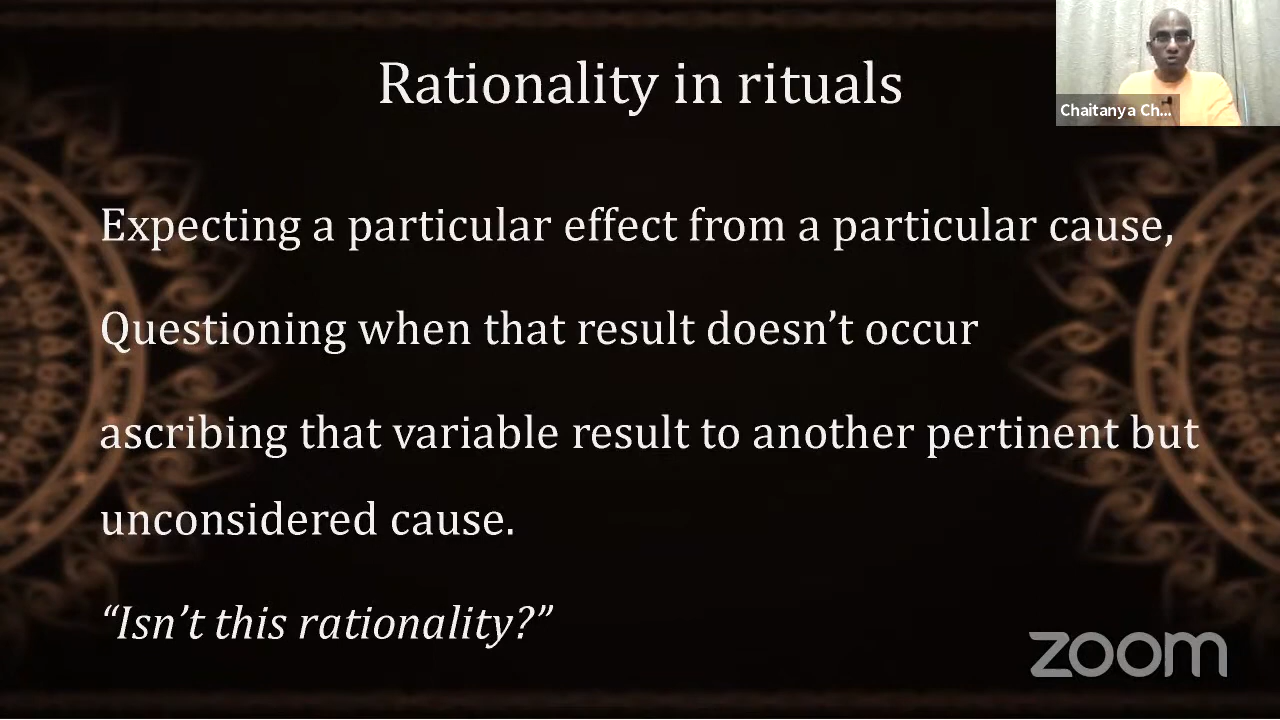 Rationality in rituals
Chaitanya Ch...
Expecting a particular effect from a particular cause,
Questioning when that result doesn’t occur
ascribing that variable result to another pertinent but
unconsidered cause.
“Isn’t this rationality?”
zoom